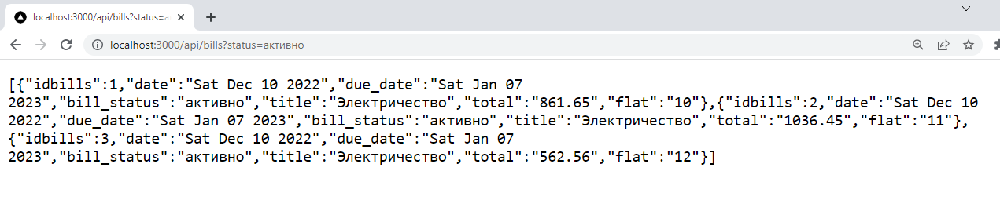 localhost:3000/api/bills?status=а
localhost:3000/api/bills?status=активно
[{"idbills":1,"date":"Sat Dec 10 2022","due_date":"Sat Jan 07
2023","bill_status":"активно","title":"Электричество","total":"861.65","flat":"10"},{"idbills":2,"date":"Sat Dec 10
2022","due_date":"Sat Jan 07 2023","bill_status":"активно","title":"Электричество","total":"1036.45","flat":"11"},
{"idbills":3,"date":"Sat Dec 10 2022","due_date":"Sat Jan 07
2023","bill_status":"активно","title":"Электричество","total":"562.56","flat":"12"}]